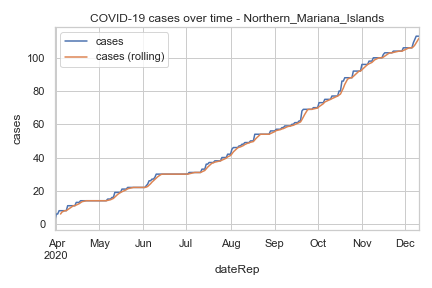 COVID-19 cases over time - Northern_Mariana_Islands
cases
cases (rolling)
100
80
60
40
20
0
cases
Apr
2020
May
Jun
Jul
Aug
Sep
Oct
Nov
Dec
dateRep